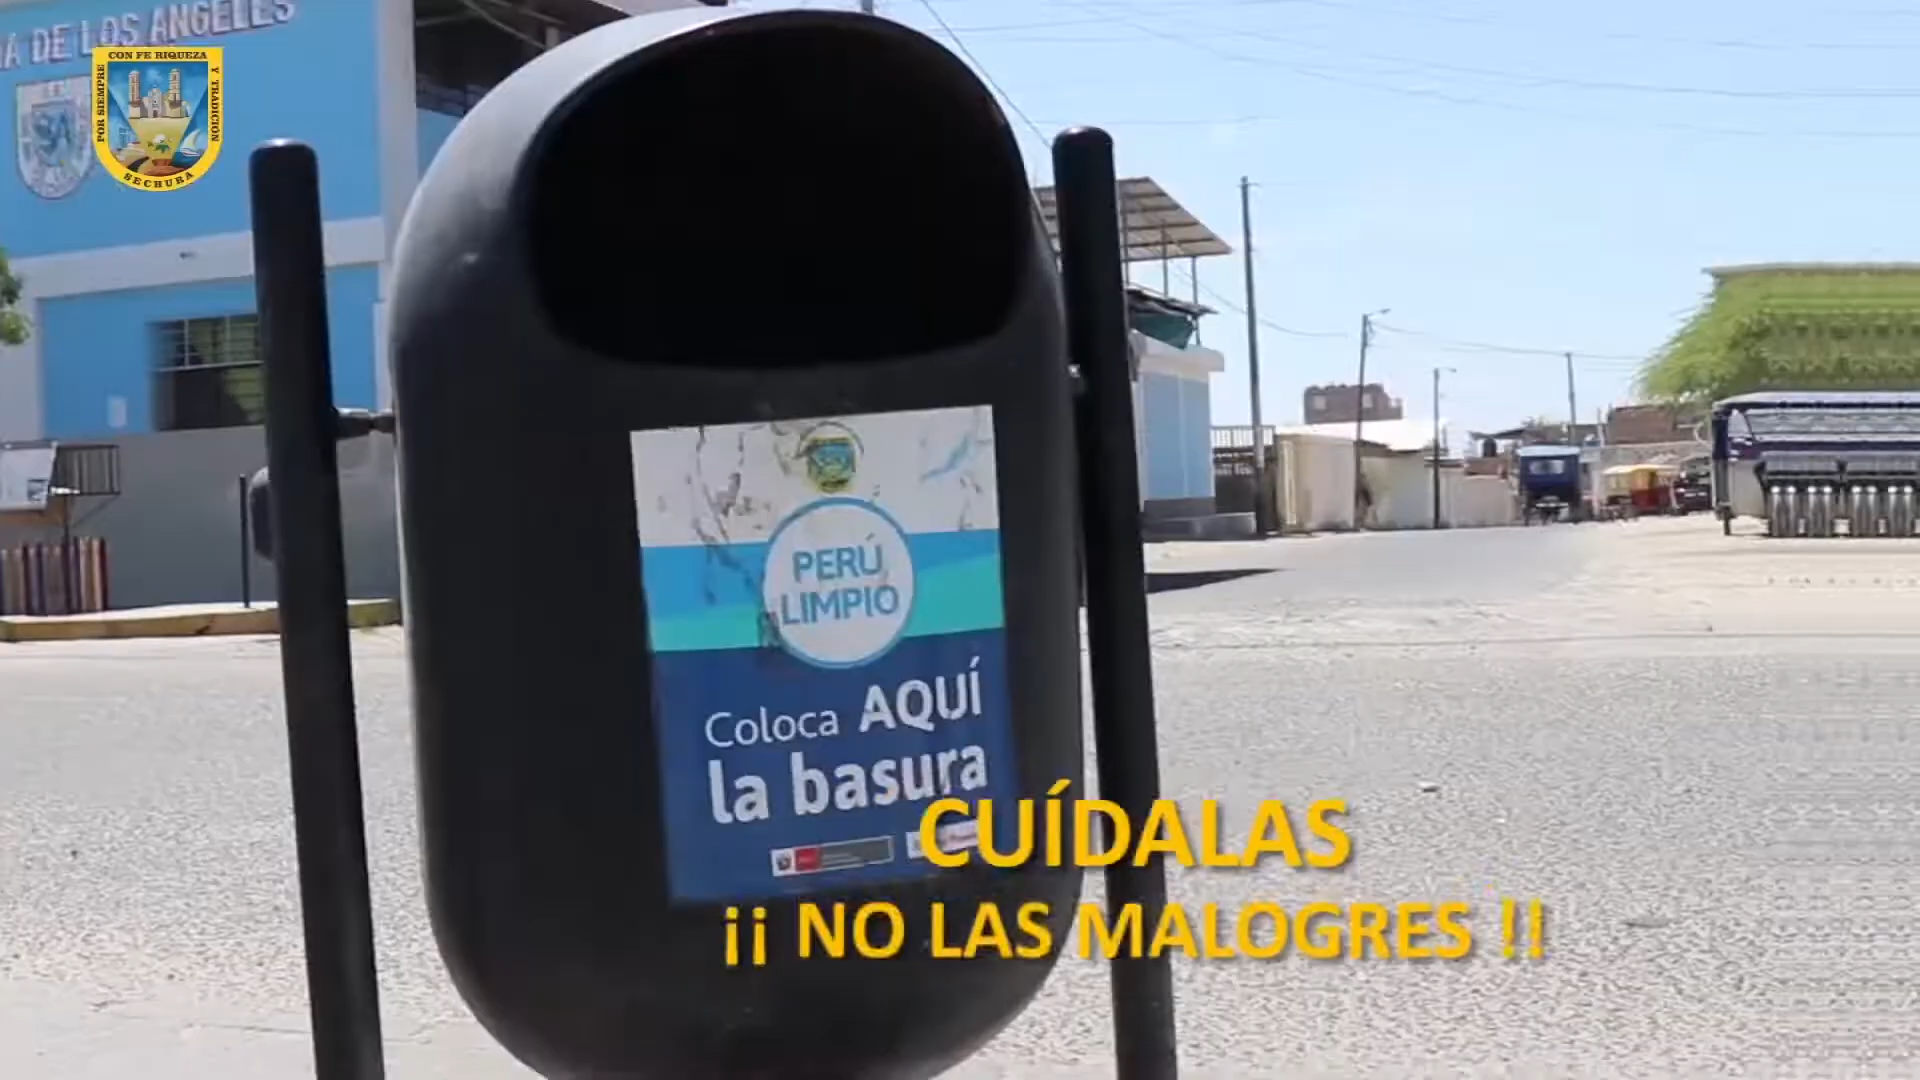 A DE LOS ANGELES
CON FE RIQUEZA
POR SIEMPRE
Y TRADICIÓN
SECHURA
PERÚ
LIMPIO
Coloca AQUÍ
la basura
CUÍDALAS
¡¡ NO LAS MALOGRES !!